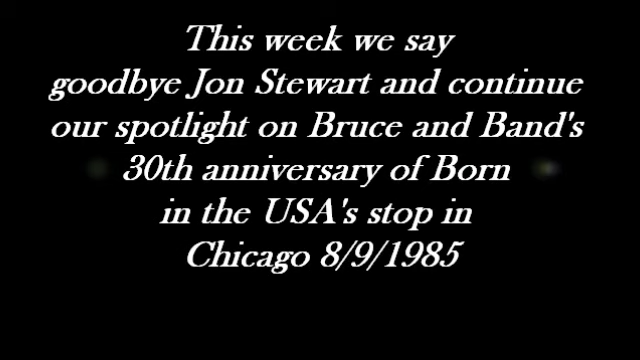 This week we say
goodbye Jon Stewart and continue
our spotlight on Bruce and Band's
30th anniversary of Born
in the USA's stop in
Chicago 8/9/1985